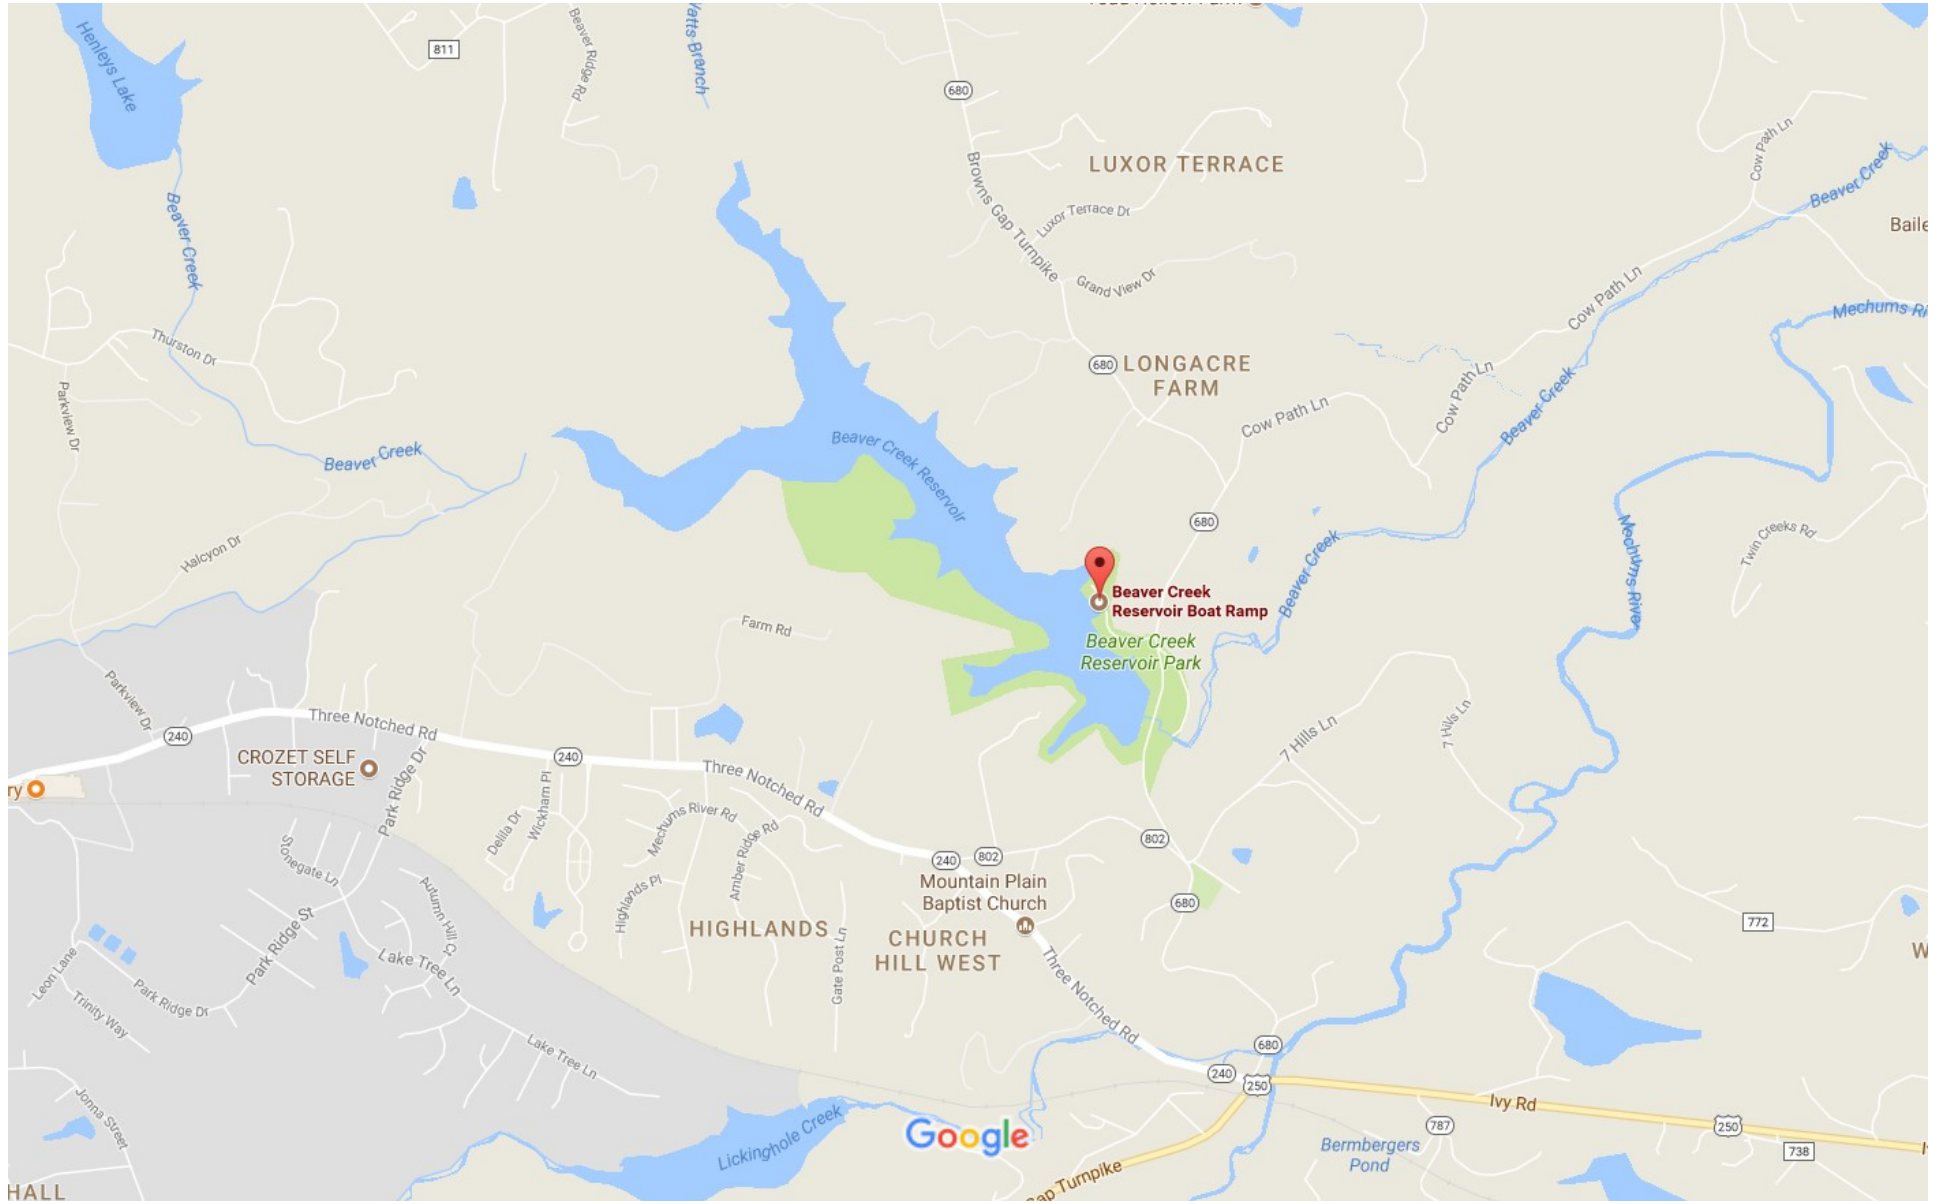 Toad Hollow Farm
Henleys Lake
811
Beaver Ridge Rd
Watts Branch
680
LUXOR TERRACE
Cow Path Ln
Beaver Creek
Beaver Creek
Browns Gap Turnpike
Luxor Terrace Dr
Grand View Dr
Baile
Cow Path Ln
Mechums Ri
Thurston Dr
680
LONGACRE
FARM
Cow Path Ln
Parkview Dr
Cow Path Ln
Beaver Creek
Beaver Creek
Beaver Creek Reservoir
680
Mechums River
Twin Creeks Rd
Halcyon Dr
Beaver Creek
Beaver Creek
Reservoir Boat Ramp
Farm Rd
Beaver Creek
Reservoir Park
Parkview Dr
240
Three Notched Rd
7 Hills Ln
7 Hills Ln
CROZET SELF
STORAGE
240
Three Notched Rd
ry
Park Ridge Dr
Delila Dr
Wickham Pl
Mechums River Rd
Amber Ridge Rd
802
Stonegate Ln
240
802
Mountain Plain
Baptist Church
Highlands Pl
Autumn Hill Ct
680
772
HIGHLANDS
CHURCH
HILL WEST
Park Ridge St
Lake Tree Ln
Gate Post Ln
Three Notched Rd
W
Leon Lane
Trinity Way
Park Ridge Dr
Lake Tree Ln
680
240
250
Jonna Street
Ivy Rd
Lickinghole Creek
Google
787
250
Bermbergers
Pond
738
I
Gap Turnpike
HALL